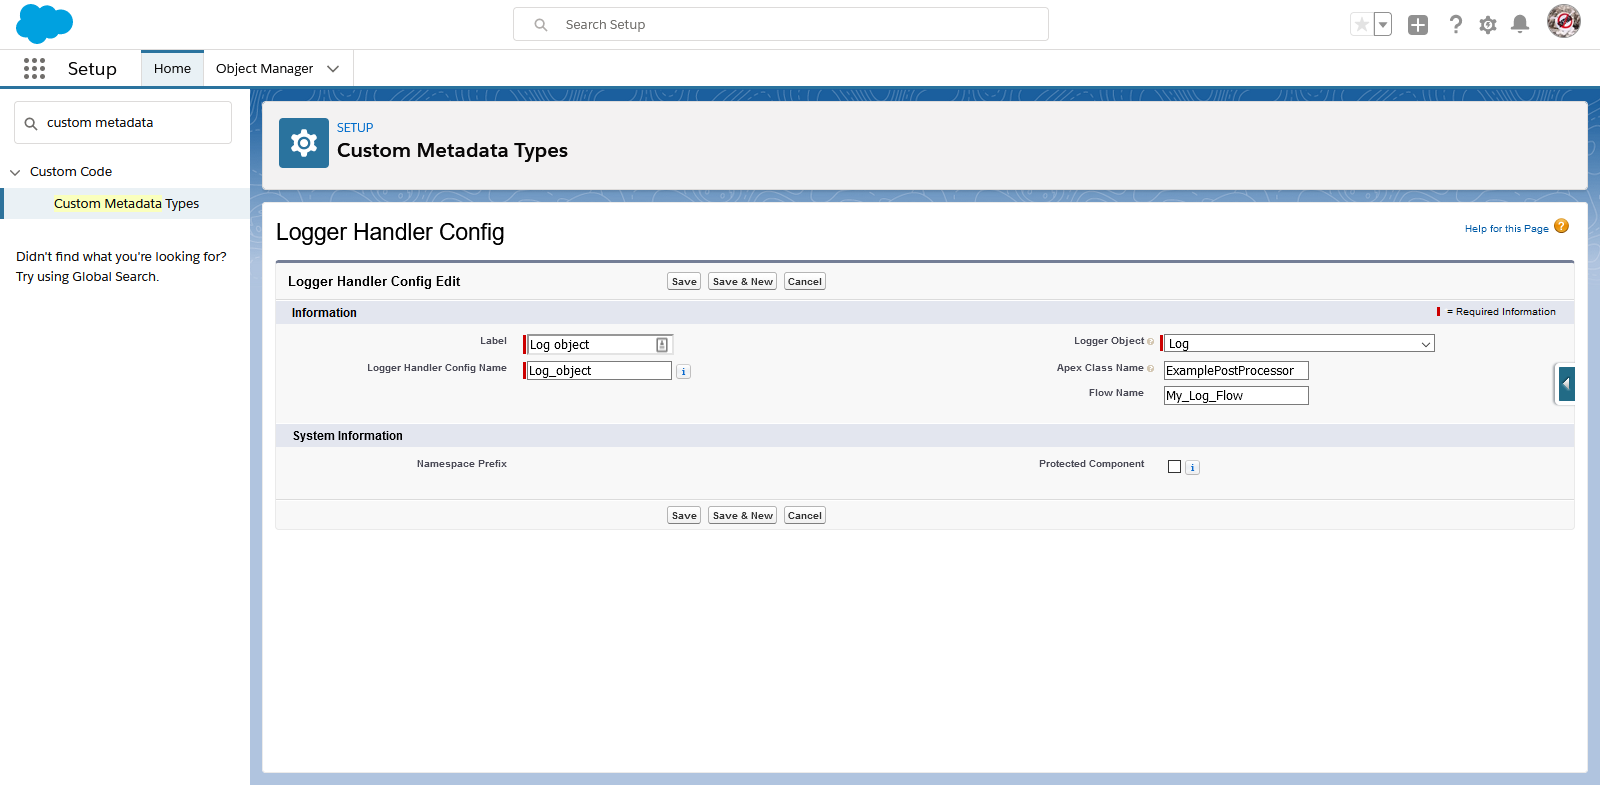 Search Setup
Setup
Home
Object Manager
custom metadata
Custom Code
Custom Metadata Types
Didn't find what you're looking for?
Try using Global Search.
SETUP
Custom Metadata Types
Logger Handler Config
Help for this Page ?
Logger Handler Config Edit
Save
Save & New
Cancel
Information
= Required Information
Label
Log object
Logger Object ?
Log
Logger Handler Config Name
Log_object
i
Apex Class Name ?
ExamplePostProcessor
Flow Name
My_Log_Flow
System Information
Namespace Prefix
Protected Component
i
Save
Save & New
Cancel